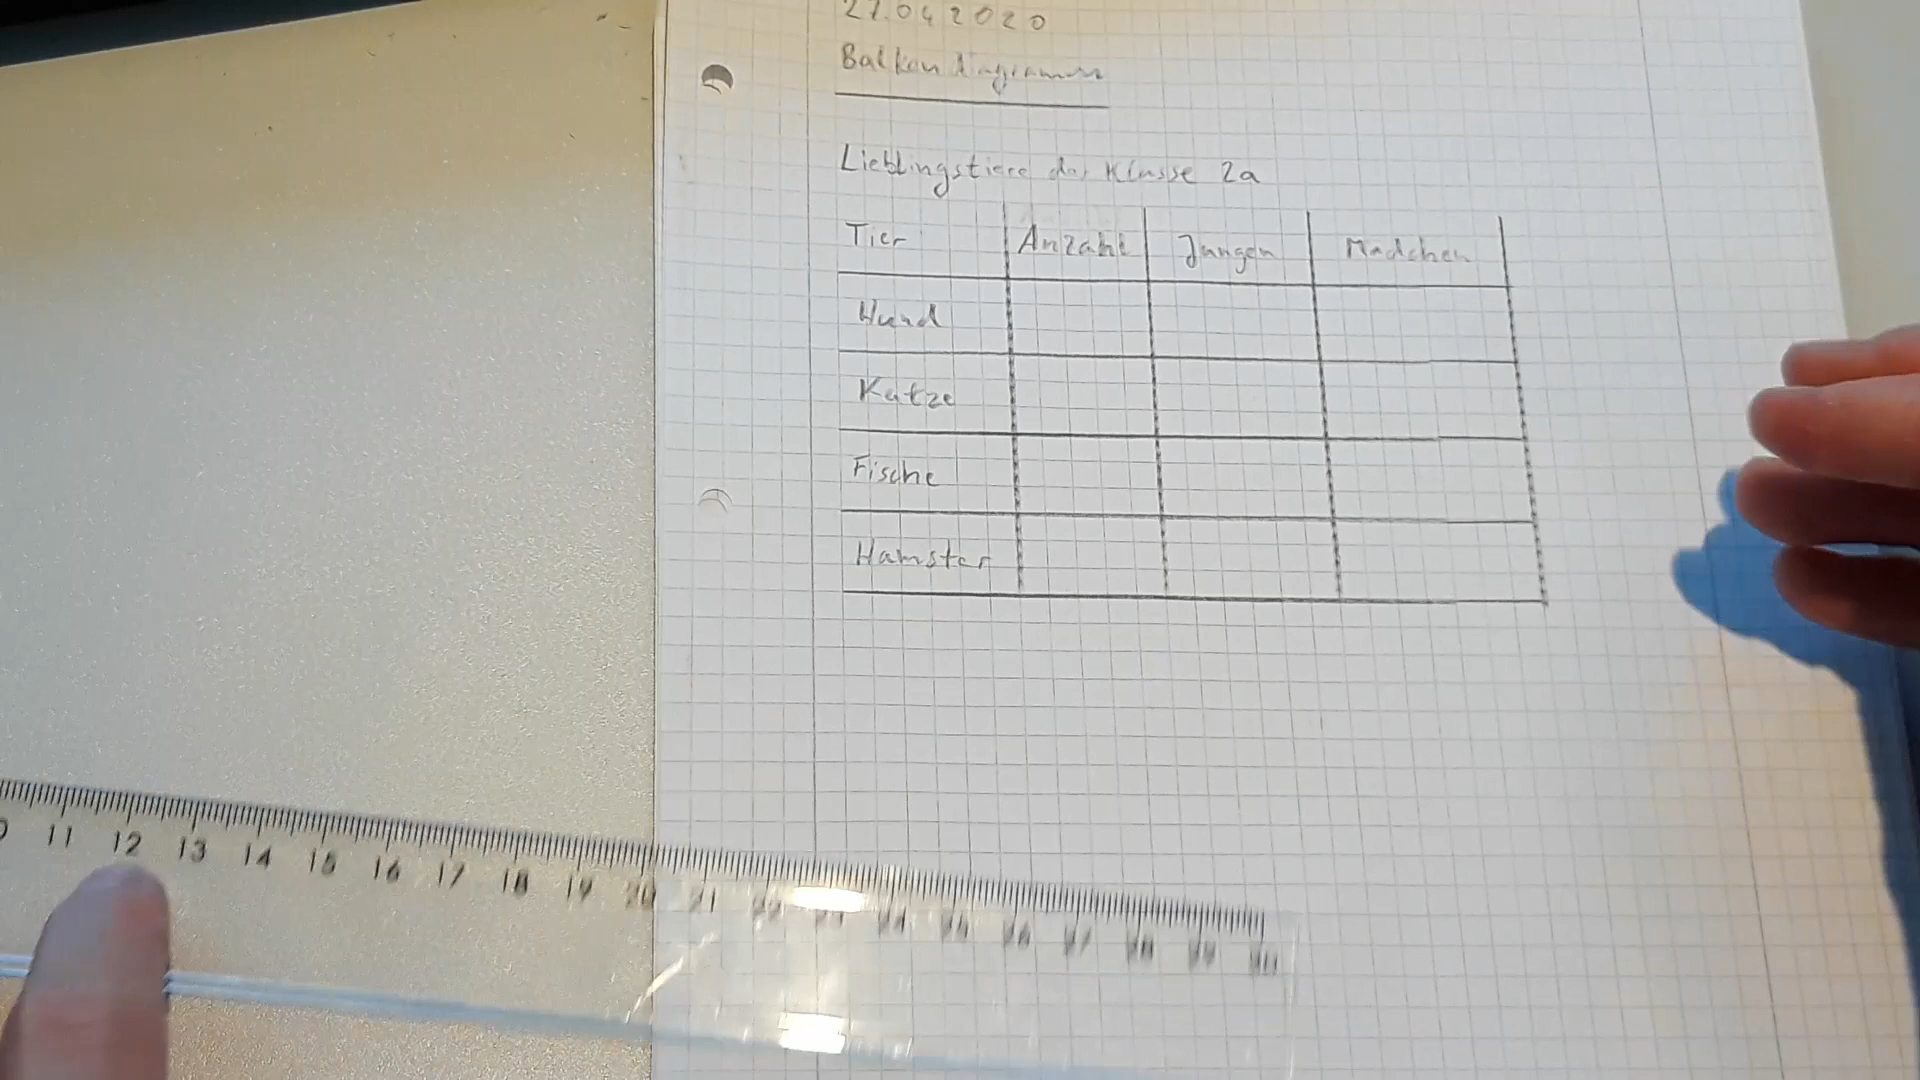 27.04.2020
Balkendiagramm
Lieblingstiere der Klasse 2a
Tier Anzahl Jungen Mädchen
Hund
Katze
Fische
Hamster
11 12 13 14 15 16 17 18 19 20 21